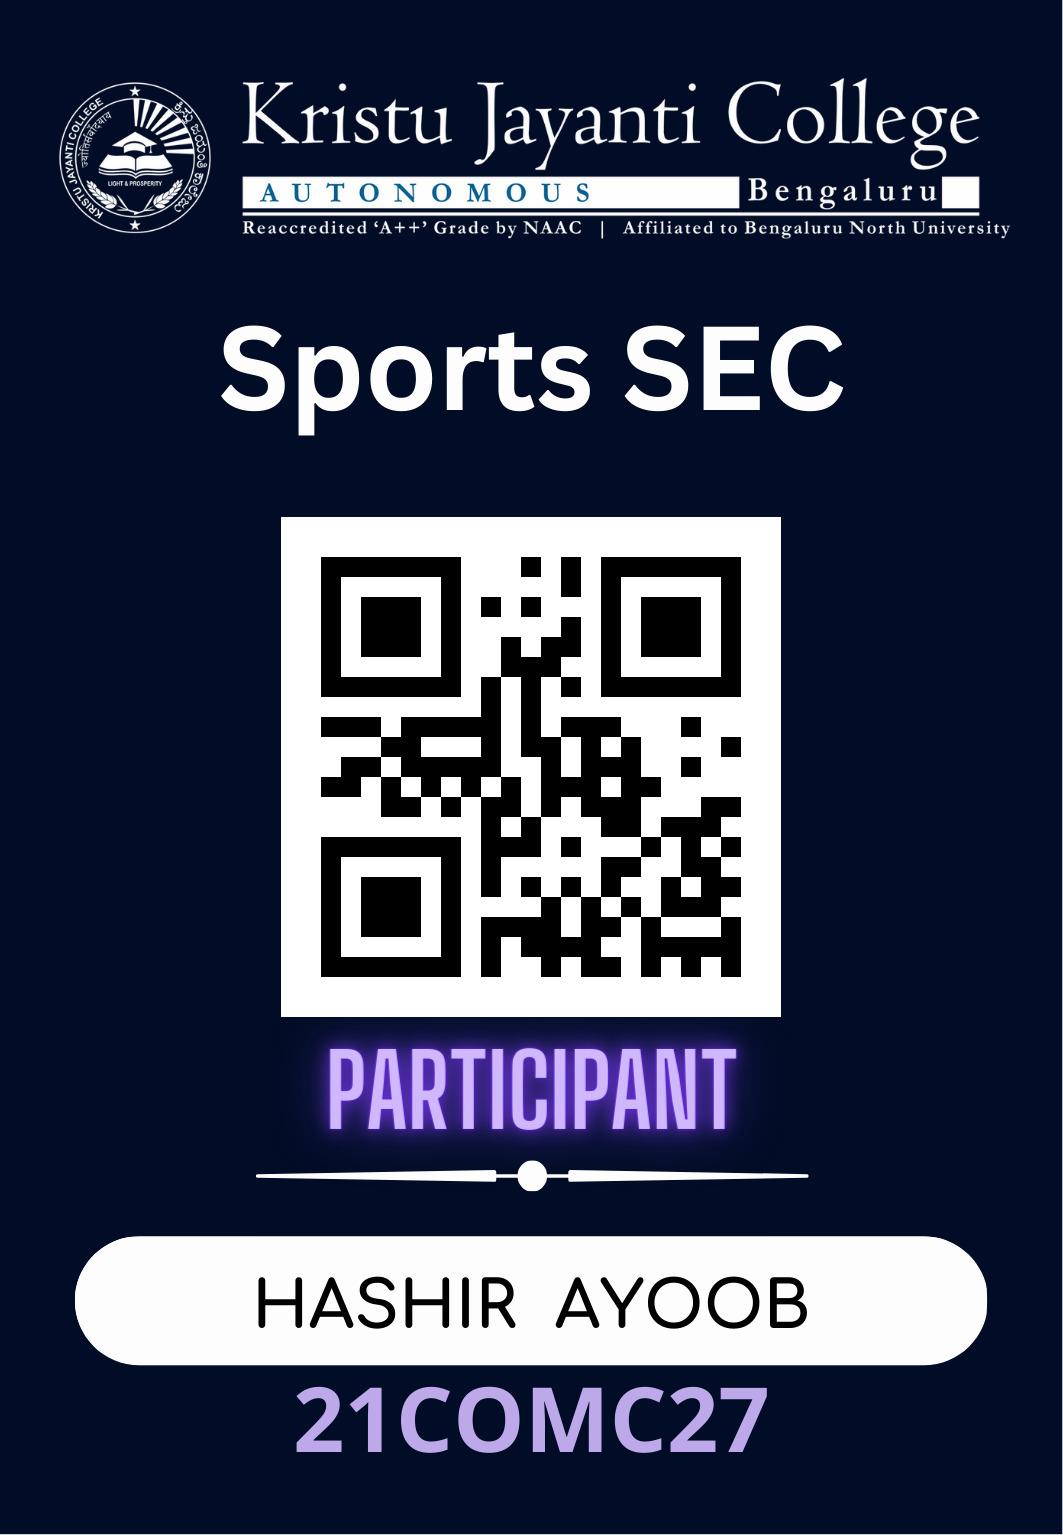 KRISTU JAYANTI COLLEGE
ज्योतिसंवादयाय
LIGHT & PROSPERITY
Kristu Jayanti College
AUTONOMOUS Bengaluru
Reaccredited ‘A++’ Grade by NAAC | Affiliated to Bengaluru North University
Sports SEC
PARTICIPANT
HASHIR AYOOB
21COMC27